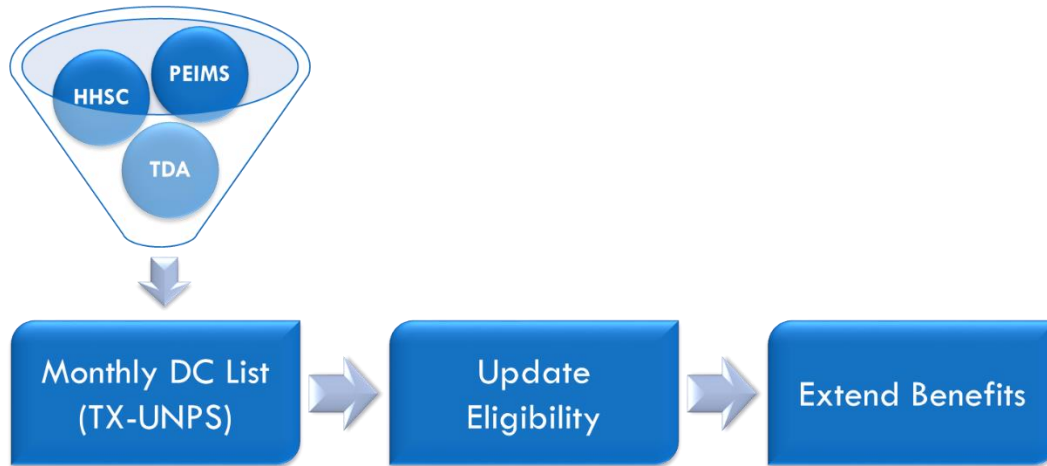 PEIMS
HHSC
TDA
Monthly DC List
(TX-UNPS)
Update
Eligibility
Extend Benefits